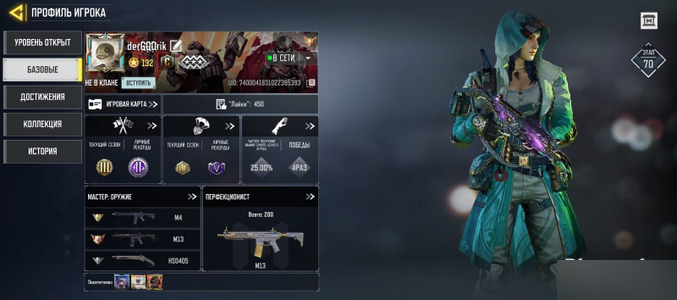 ПРОФИЛЬ ИГРОКА
УРОВЕНЬ ОТКРЫТ
БАЗОВЫЕ
ДОСТИЖЕНИЯ
КОЛЛЕКЦИЯ
ИСТОРИЯ
192
В СЕТИ
НЕ В КЛАНЕ
ВСТУПИТЬ
ИГРОВАЯ КАРТА
"Лайки": 450
ТЕКУЩИЙ СЕЗОН
ЛИЧНЫЕ РЕКОРДЫ
ТЕКУЩИЙ СЕЗОН
ЛИЧНЫЕ РЕКОРДЫ
ПОБЕДЫ
25.00%
4РАЗ
МАСТЕР: ОРУЖИЕ
M4
M13
HS0405
ПЕРФЕКЦИОНИСТ
Всего: 200
M13
ЭТАП
70